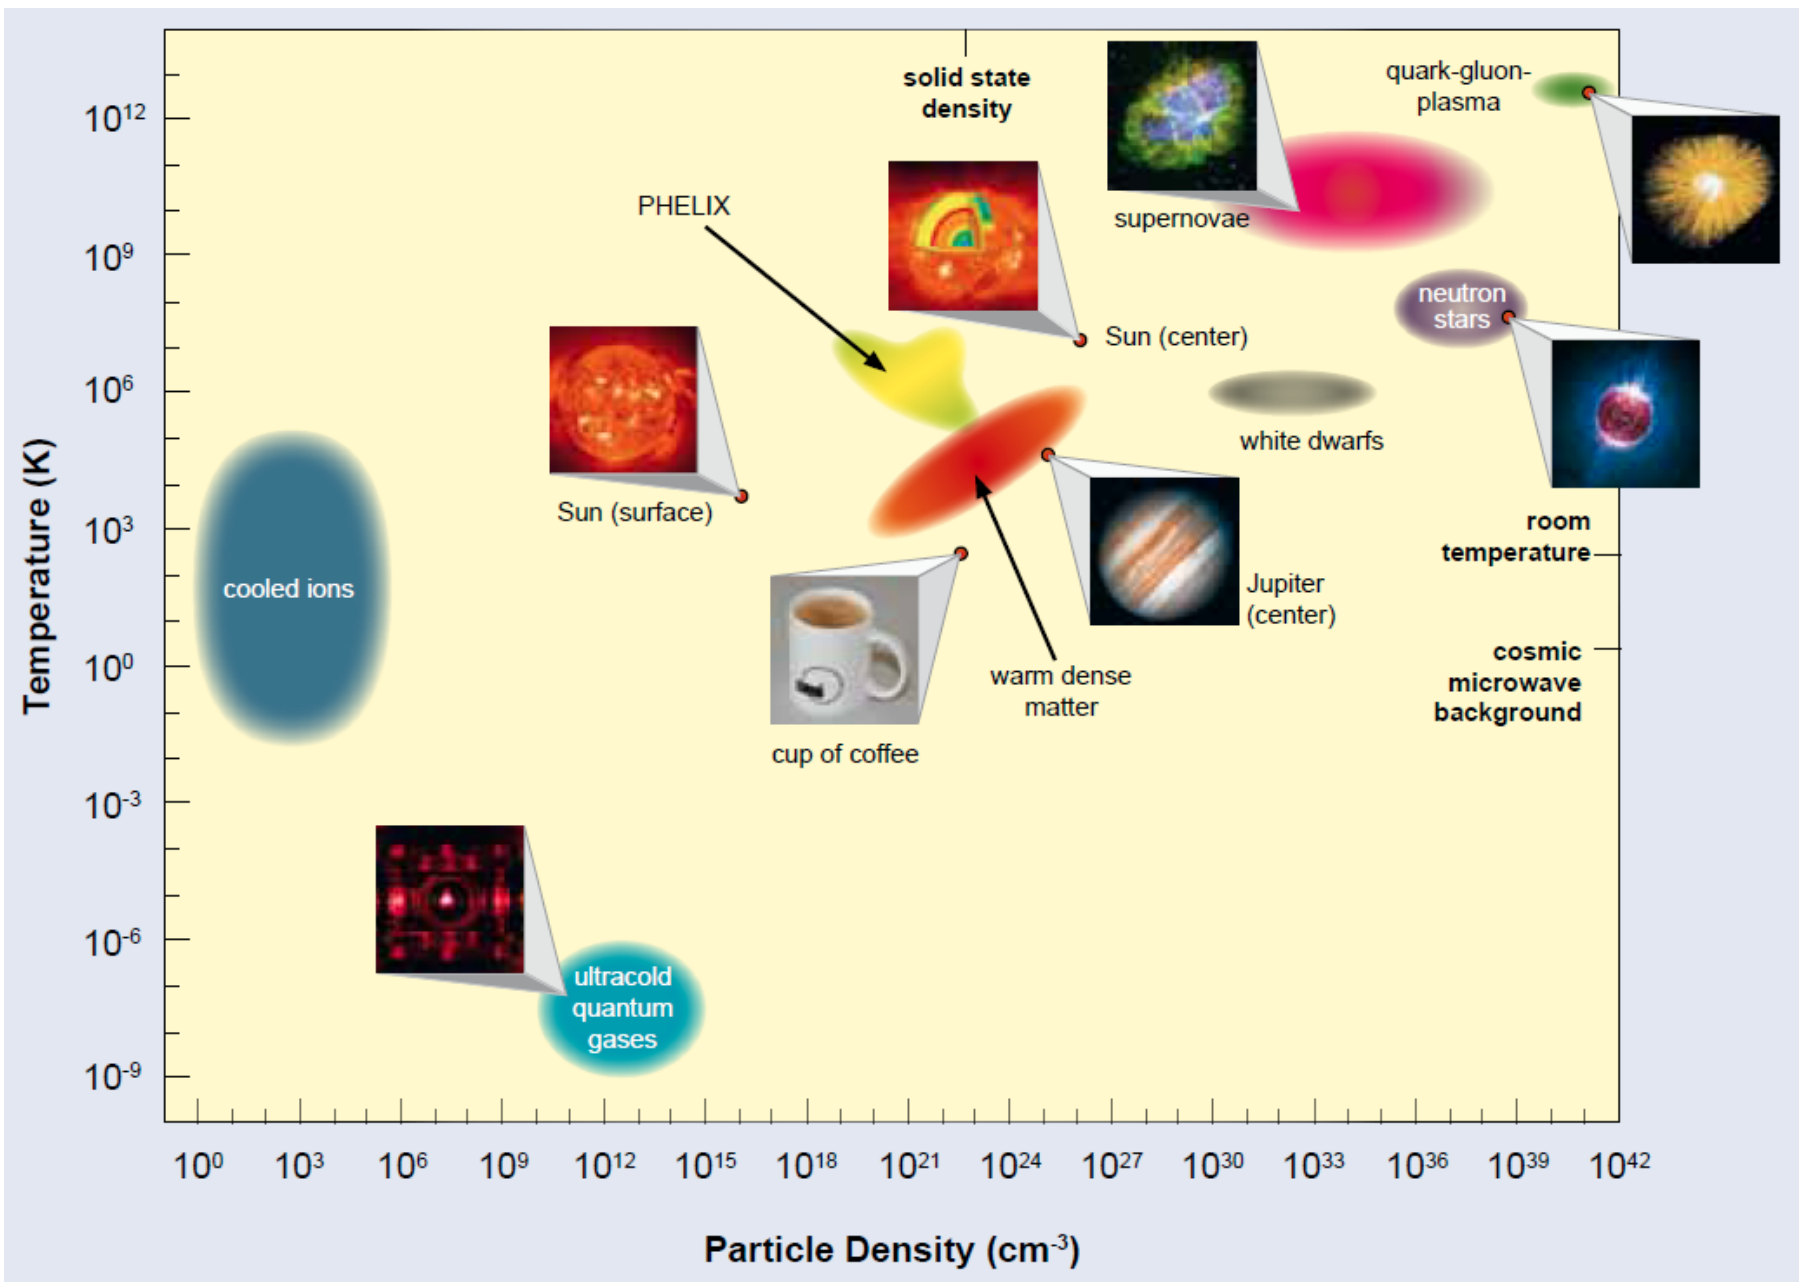 solid state
density
quark-gluon-
plasma
PHELIX
supernovae
neutron
stars
Sun (center)
white dwarfs
Sun (surface)
room
temperature
cooled ions
Jupiter
(center)
cosmic
microwave
background
warm dense
matter
cup of coffee
ultracold
quantum
gases
Temperature (K)
10¹²
10⁹
10⁶
10³
10⁰
10⁻³
10⁻⁶
10⁻⁹
10⁰ 10³ 10⁶ 10⁹ 10¹² 10¹⁵ 10¹⁸ 10²¹ 10²⁴ 10²⁷ 10³⁰ 10³³ 10³⁶ 10³⁹ 10⁴²
Particle Density (cm⁻³)